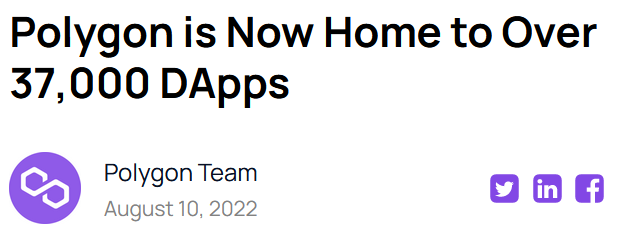 Polygon is Now Home to Over
37,000 DApps
Polygon Team
August 10, 2022